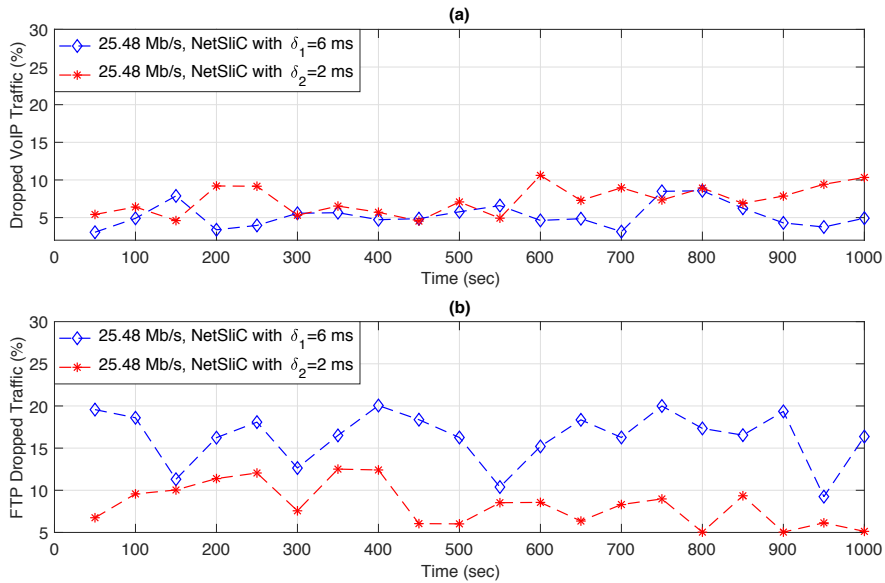 (a)
30
25
20
15
10
5
Dropped VoIP Traffic (%)
25.48 Mb/s, NetSliC with δ₁=6 ms
25.48 Mb/s, NetSliC with δ₂=2 ms
0 100 200 300 400 500 600 700 800 900 1000
Time (sec)
(b)
30
25
20
15
10
5
FTP Dropped Traffic (%)
25.48 Mb/s, NetSliC with δ₁=6 ms
25.48 Mb/s, NetSliC with δ₂=2 ms
0 100 200 300 400 500 600 700 800 900 1000
Time (sec)